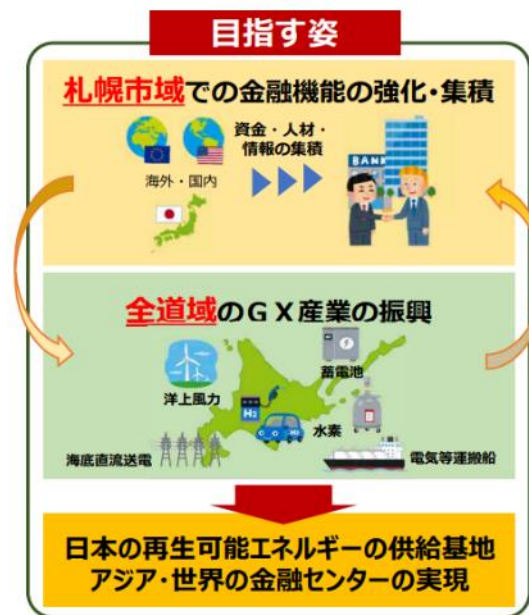 目指す姿
札幌市域での金融機能の強化・集積
資金・人材・
情報の集積
海外・国内
BANK
全道域のGX産業の振興
蓄電池
洋上風力
H2
水素
海底直流送電
電気等運搬船
日本の再生可能エネルギーの供給基地
アジア・世界の金融センターの実現